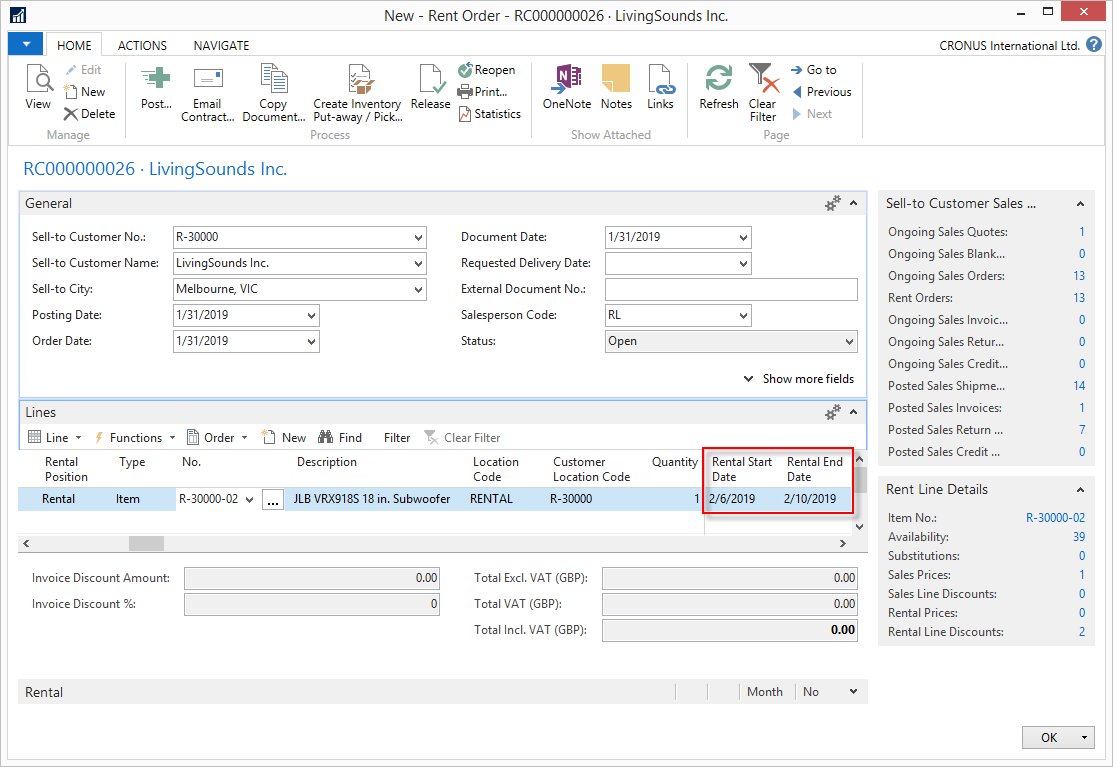 New - Rent Order - RC000000026 · LivingSounds Inc.
HOME ACTIONS NAVIGATE
CRONUS International Ltd. ?
View
Edit
New
Delete
Manage
Post...
Email Contract...
Copy Document...
Create Inventory Put-away / Pick...
Release
Reopen
Print...
Statistics
Process
OneNote
Notes
Links
Show Attached
Refresh
Clear Filter
Go to
Previous
Next
Page
RC000000026 · LivingSounds Inc.
General
Sell-to Customer No.: R-30000
Sell-to Customer Name: LivingSounds Inc.
Sell-to City: Melbourne, VIC
Posting Date: 1/31/2019
Order Date: 1/31/2019
Document Date: 1/31/2019
Requested Delivery Date:
External Document No.:
Salesperson Code: RL
Status: Open
Show more fields
Lines
Line Functions Order New Find Filter Clear Filter
Rental Position Type No. Description Location Code Customer Location Code Quantity Rental Start Date Rental End Date
Rental Item R-30000-02 ... JLB VRX918S 18 in. Subwoofer RENTAL R-30000 1 2/6/2019 2/10/2019
Invoice Discount Amount: 0.00
Invoice Discount %: 0
Total Excl. VAT (GBP): 0.00
Total VAT (GBP): 0.00
Total Incl. VAT (GBP): 0.00
Rental Month No
Sell-to Customer Sales ...
Ongoing Sales Quotes: 1
Ongoing Sales Blank... 0
Ongoing Sales Orders: 13
Rent Orders: 13
Ongoing Sales Invoic... 0
Ongoing Sales Retur... 0
Ongoing Sales Credit... 0
Posted Sales Shipme... 14
Posted Sales Invoices: 1
Posted Sales Return ... 7
Posted Sales Credit ... 0
Rent Line Details
Item No.: R-30000-02
Availability: 39
Substitutions: 0
Sales Prices: 1
Sales Line Discounts: 0
Rental Prices: 0
Rental Line Discounts: 2
OK